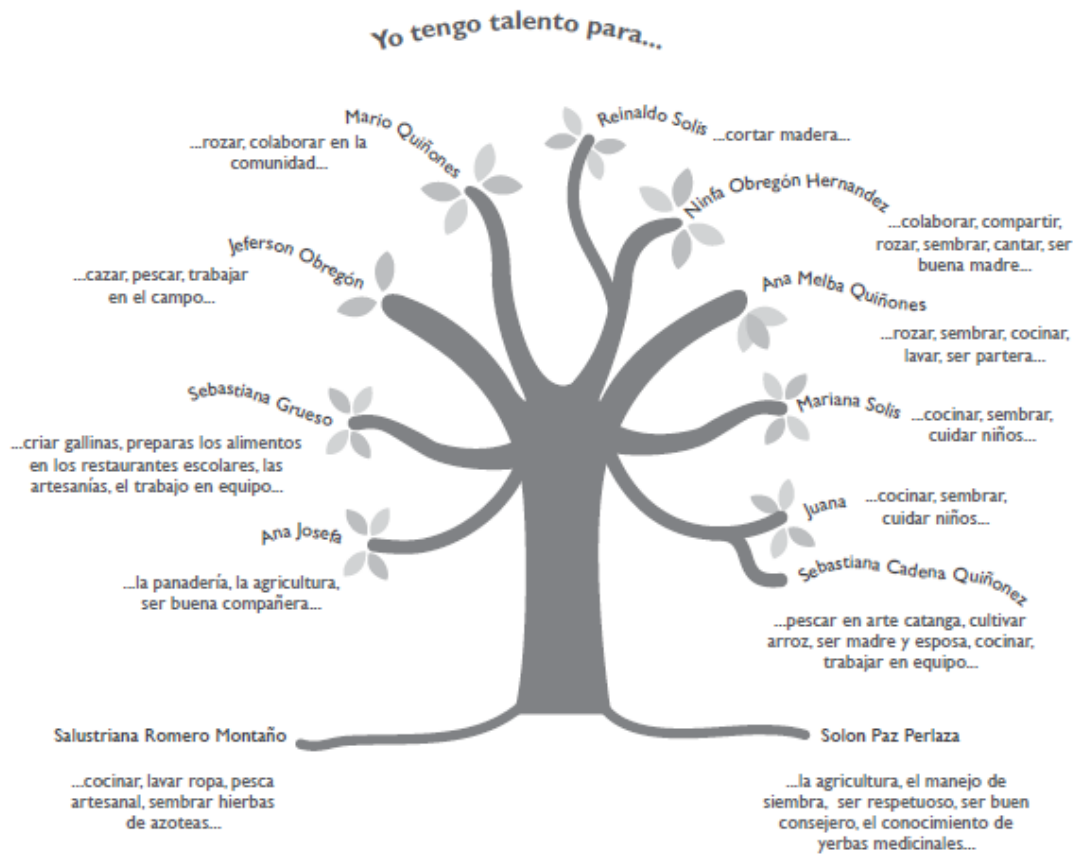 Yo tengo talento para...
Mario Quiñones
...rozar, colaborar en la
comunidad...
Reinaldo Solis
...cortar madera...
Ninfa Obregón Hernandez
...colaborar, compartir,
rozar, sembrar, cantar, ser
buena madre...
Jeferson Obregón
...cazar, pescar, trabajar
en el campo...
Ana Melba Quiñones
...rozar, sembrar, cocinar,
lavar, ser partera...
Sebastiana Grueso
...criar gallinas, preparas los alimentos
en los restaurantes escolares, las
artesanías, el trabajo en equipo...
Mariana Solis
...cocinar, sembrar,
cuidar niños...
Ana Josefa
...la panadería, la agricultura,
ser buena compañera...
Juana
...cocinar, sembrar,
cuidar niños...
Sebastiana Cadena Quiñonez
...pescar en arte catanga, cultivar
arroz, ser madre y esposa, cocinar,
trabajar en equipo...
Salustriana Romero Montaño
...cocinar, lavar ropa, pesca
artesanal, sembrar hierbas
de azoteas...
Solon Paz Perlaza
...la agricultura, el manejo de
siembra, ser respetuoso, ser buen
consejero, el conocimiento de
yerbas medicinales...